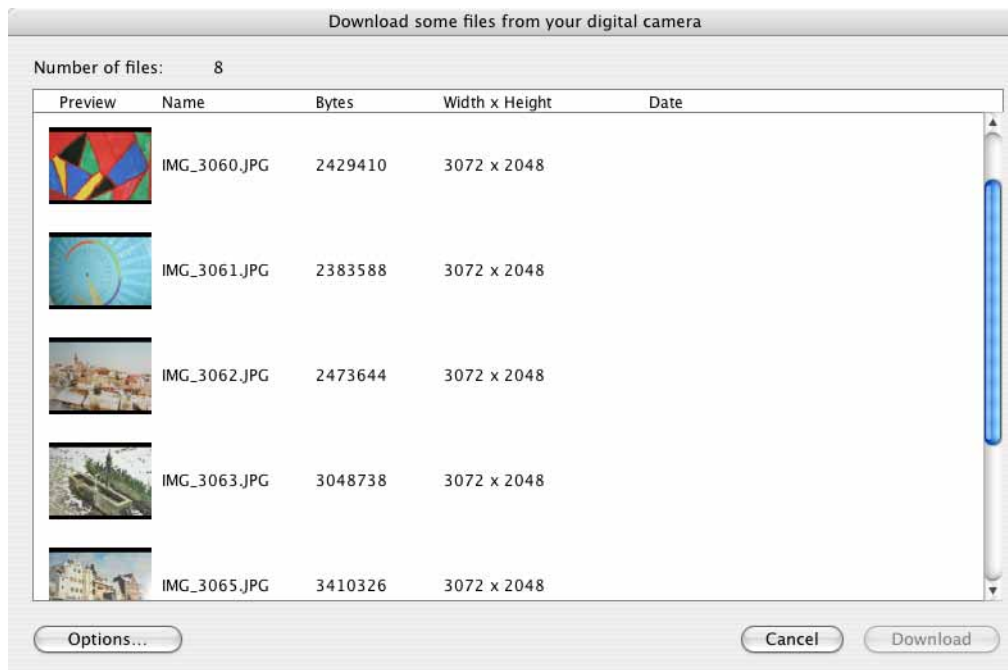 Download some files from your digital camera
Number of files: 8
Preview Name Bytes Width x Height Date
IMG_3060.JPG 2429410 3072 x 2048
IMG_3061.JPG 2383588 3072 x 2048
IMG_3062.JPG 2473644 3072 x 2048
IMG_3063.JPG 3048738 3072 x 2048
IMG_3065.JPG 3410326 3072 x 2048
Options... Cancel Download